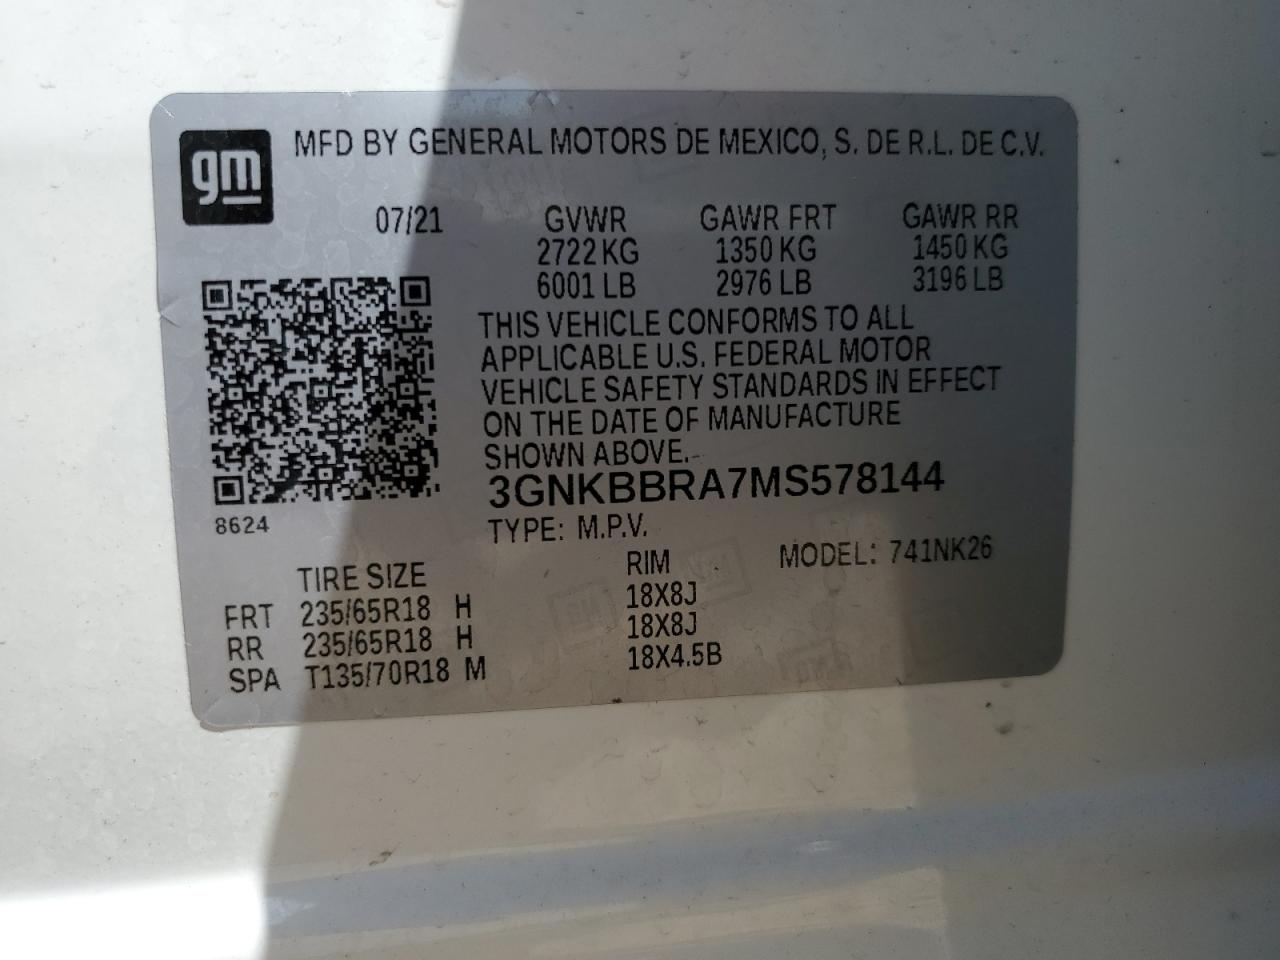 gm
MFD BY GENERAL MOTORS DE MEXICO, S. DE R.L. DE C.V.
07/21 GVWR GAWR FRT GAWR RR
2722 KG 1350 KG 1450 KG
6001 LB 2976 LB 3196 LB
THIS VEHICLE CONFORMS TO ALL
APPLICABLE U.S. FEDERAL MOTOR
VEHICLE SAFETY STANDARDS IN EFFECT
ON THE DATE OF MANUFACTURE
SHOWN ABOVE.
3GNKBBRA7MS578144
8624
TYPE: M.P.V.
MODEL: 741NK26
TIRE SIZE RIM
FRT 235/65R18 H 18X8J
RR 235/65R18 H 18X8J
SPA T135/70R18 M 18X4.5B